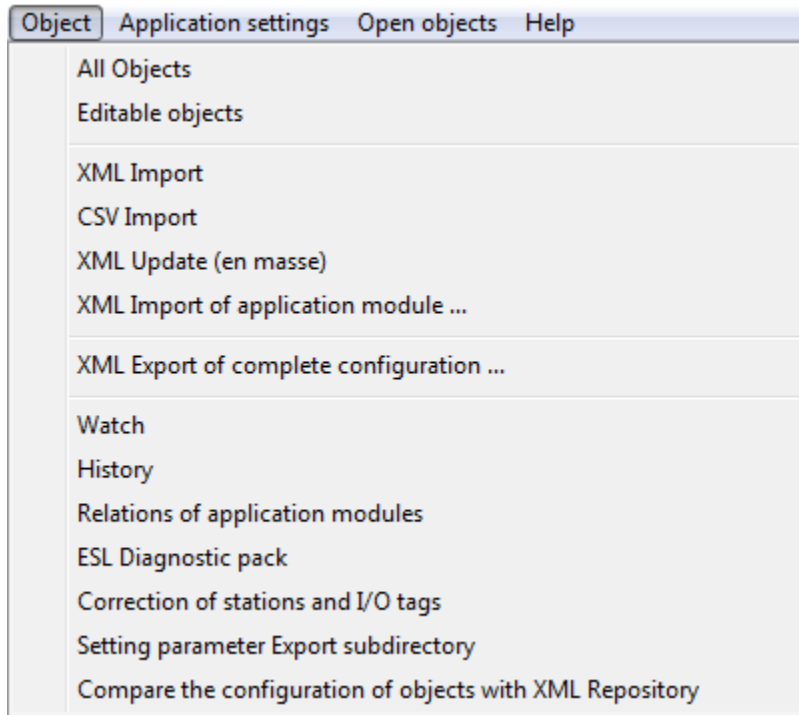 Object Application settings Open objects Help
All Objects
Editable objects
XML Import
CSV Import
XML Update (en masse)
XML Import of application module ...
XML Export of complete configuration ...
Watch
History
Relations of application modules
ESL Diagnostic pack
Correction of stations and I/O tags
Setting parameter Export subdirectory
Compare the configuration of objects with XML Repository